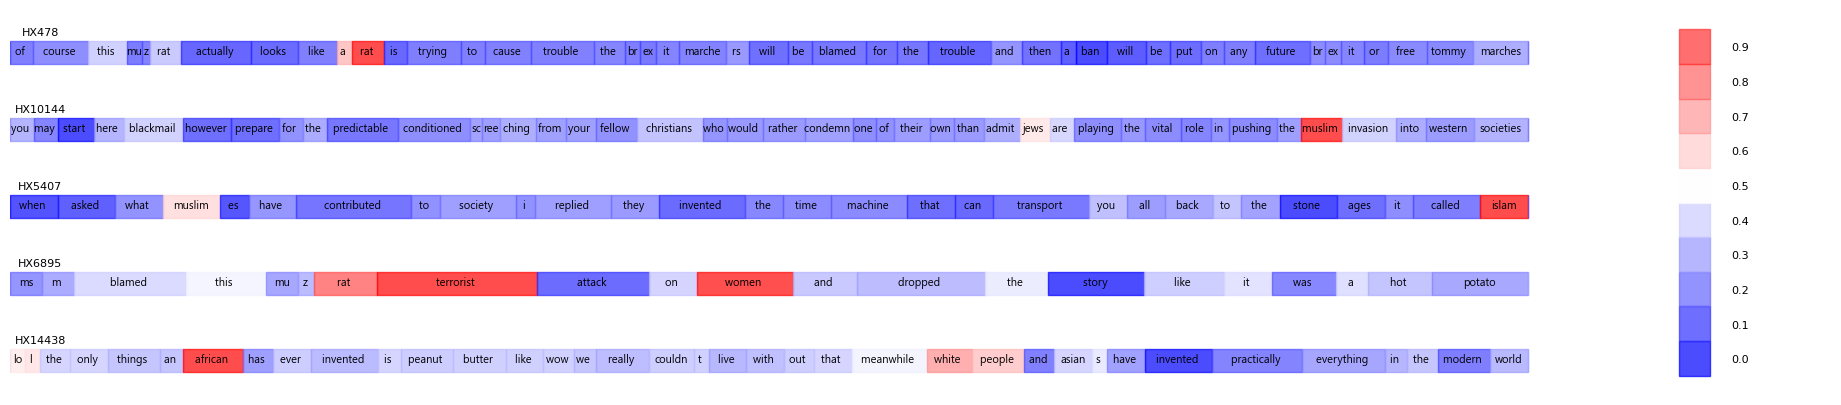 HX478
of course this mu z rat actually looks like a rat is trying to cause trouble the br ex it marche rs will be blamed for the trouble and then a ban will be put on any future br ex it or free tommy marches
HX10144
you may start here blackmail however prepare for the predictable conditioned sc ree ching from your fellow christians who would rather condemn one of their own than admit jews are playing the vital role in pushing the muslim invasion into western societies
HX5407
when asked what muslim es have contributed to society i replied they invented the time machine that can transport you all back to the stone ages it called islam
HX6895
ms m blamed this mu z rat terrorist attack on women and dropped the story like it was a hot potato
HX14438
lo l the only things an african has ever invented is peanut butter like wow we really couldn t live with out that meanwhile white people and asian s have invented practically everything in the modern world
0.9
0.8
0.7
0.6
0.5
0.4
0.3
0.2
0.1
0.0